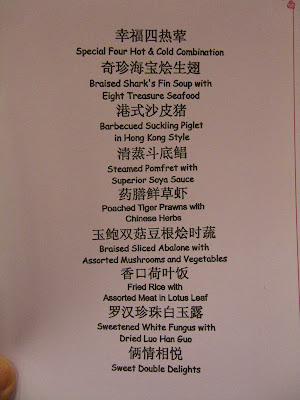 幸福四热荤
Special Four Hot & Cold Combination
奇珍海宝烩生翅
Braised Shark's Fin Soup with
Eight Treasure Seafood
港式沙皮猪
Barbecued Suckling Piglet
in Hong Kong Style
清蒸斗底鲳
Steamed Pomfret with
Superior Soya Sauce
药膳鲜草虾
Poached Tiger Prawns with
Chinese Herbs
玉鲍双菇豆根烩时蔬
Braised Sliced Abalone with
Assorted Mushrooms and Vegetables
香口荷叶饭
Fried Rice with
Assorted Meat in Lotus Leaf
罗汉珍珠白玉露
Sweetened White Fungus with
Dried Luo Han Guo
俩情相悦
Sweet Double Delights